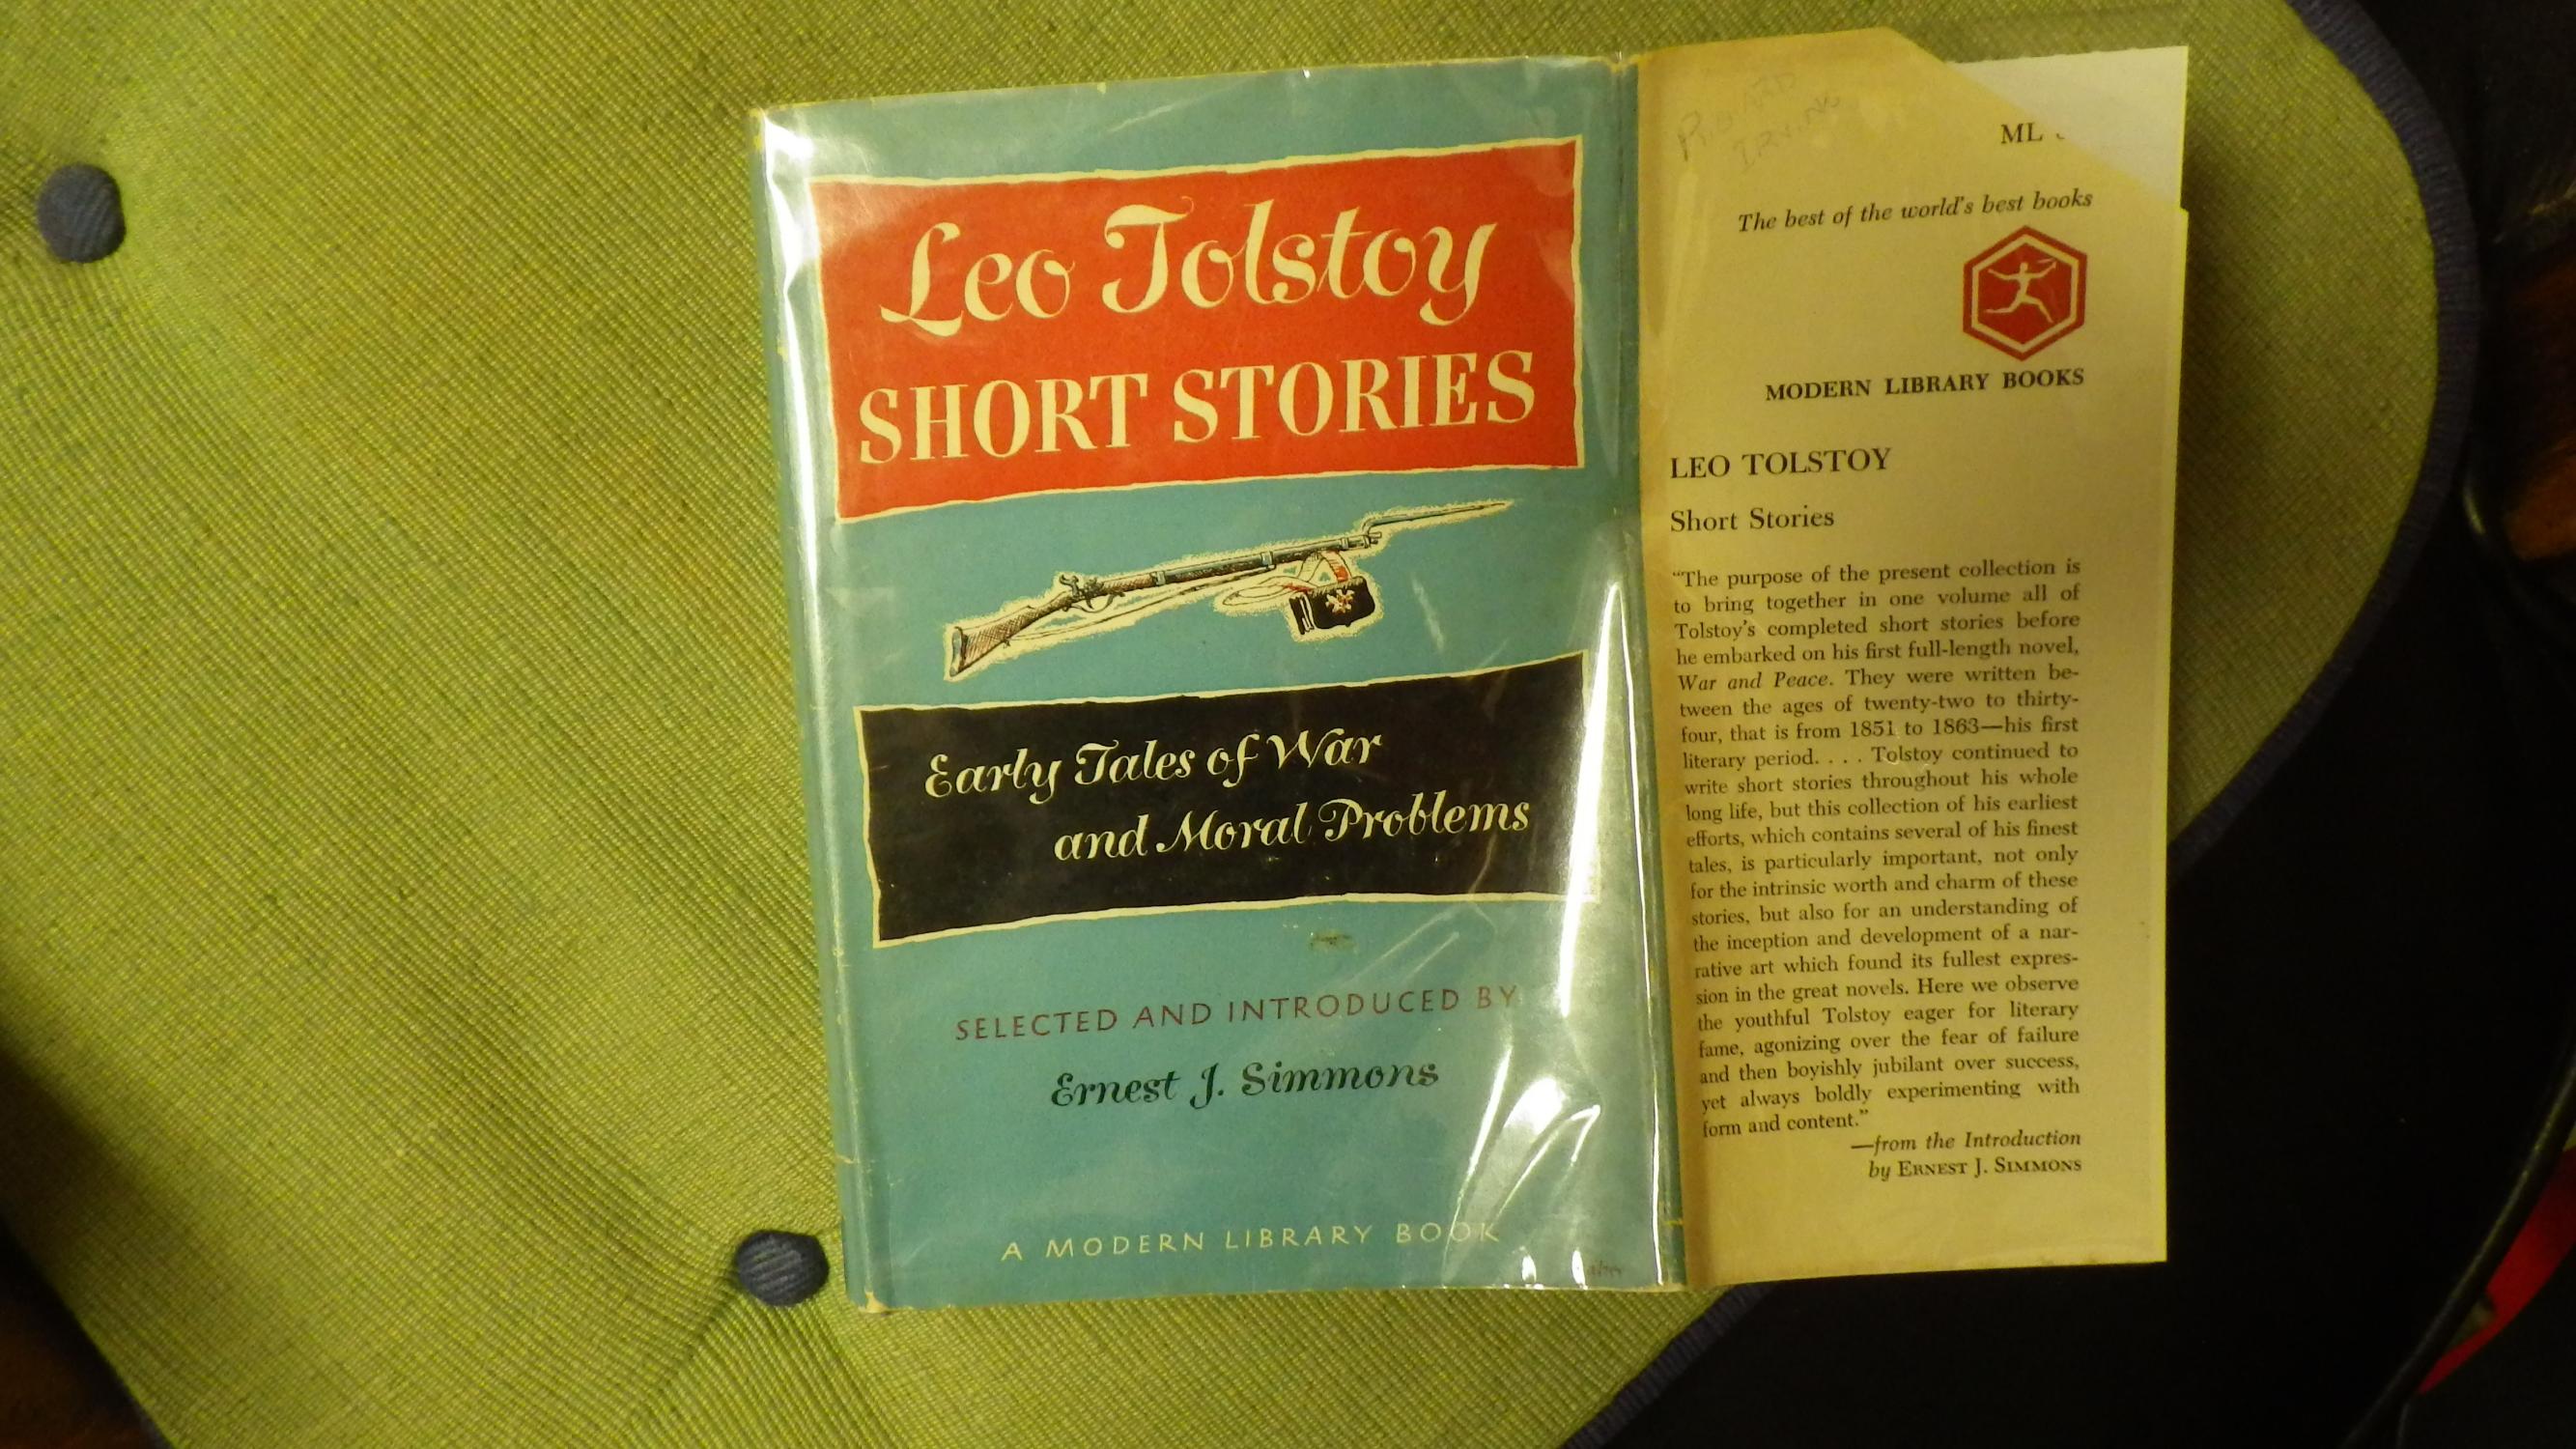 Leo Tolstoy
SHORT STORIES
Early Tales of War
and Moral Problems
SELECTED AND INTRODUCED BY
Ernest J. Simmons
A MODERN LIBRARY BOOK
IRVING
ML
The best of the world's best books
MODERN LIBRARY BOOKS
LEO TOLSTOY
Short Stories
“The purpose of the present collection is
to bring together in one volume all of
Tolstoy's completed short stories before
he embarked on his first full-length novel,
War and Peace. They were written be-
tween the ages of twenty-two to thirty-
four, that is from 1851 to 1863—his first
literary period. . . . Tolstoy continued to
write short stories throughout his whole
long life, but this collection of his earliest
efforts, which contains several of his finest
tales, is particularly important, not only
for the intrinsic worth and charm of these
stories, but also for an understanding of
the inception and development of a nar-
rative art which found its fullest expres-
sion in the great novels. Here we observe
the youthful Tolstoy eager for literary
fame, agonizing over the fear of failure
and then boyishly jubilant over success,
yet always boldly experimenting with
form and content.”
—from the Introduction
by ERNEST J. SIMMONS